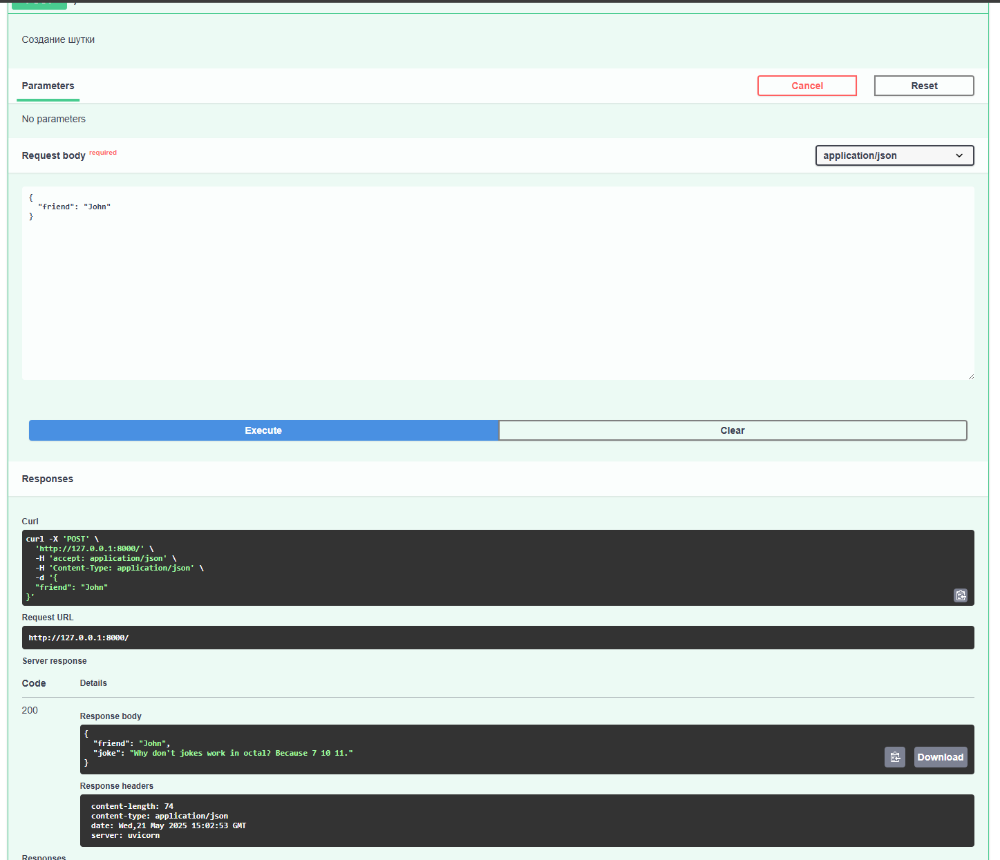 Создание шутки
Parameters
Cancel
Reset
No parameters
Request body required
application/json
{
  "friend": "John"
}
Execute
Clear
Responses
Curl
curl -X 'POST' \
  'http://127.0.0.1:8000/' \
  -H 'accept: application/json' \
  -H 'Content-Type: application/json' \
  -d '{
  "friend": "John"
}'
Request URL
http://127.0.0.1:8000/
Server response
Code
Details
200
Response body
{
  "friend": "John",
  "joke": "Why don't jokes work in octal? Because 7 10 11."
}
Download
Response headers
content-length: 74
content-type: application/json
date: Wed,21 May 2025 15:02:53 GMT
server: uvicorn
Responses